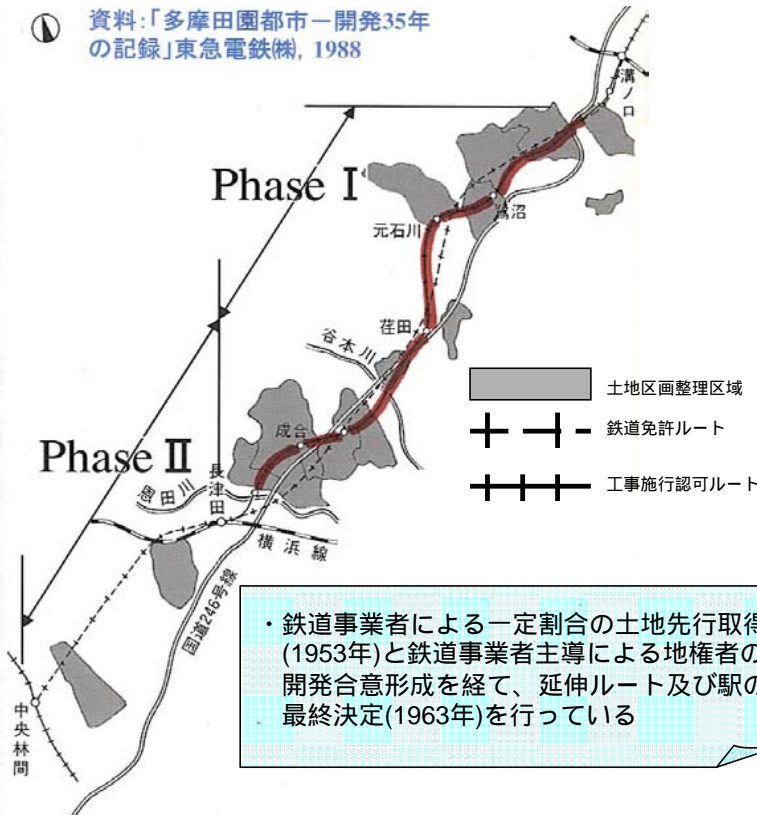 資料:「多摩田園都市－開発35年
の記録」東急電鉄㈱, 1988
溝ノ口
Phase Ⅰ
鷺沼
元石川
荏田
谷本川
土地区画整理区域
成合
鉄道免許ルート
Phase Ⅱ
長津田
恩田川
工事施行認可ルート
横浜線
国道246号線
・鉄道事業者による一定割合の土地先行取得
(1953年)と鉄道事業者主導による地権者の
開発合意形成を経て、延伸ルート及び駅の
最終決定(1963年)を行っている
中央林間